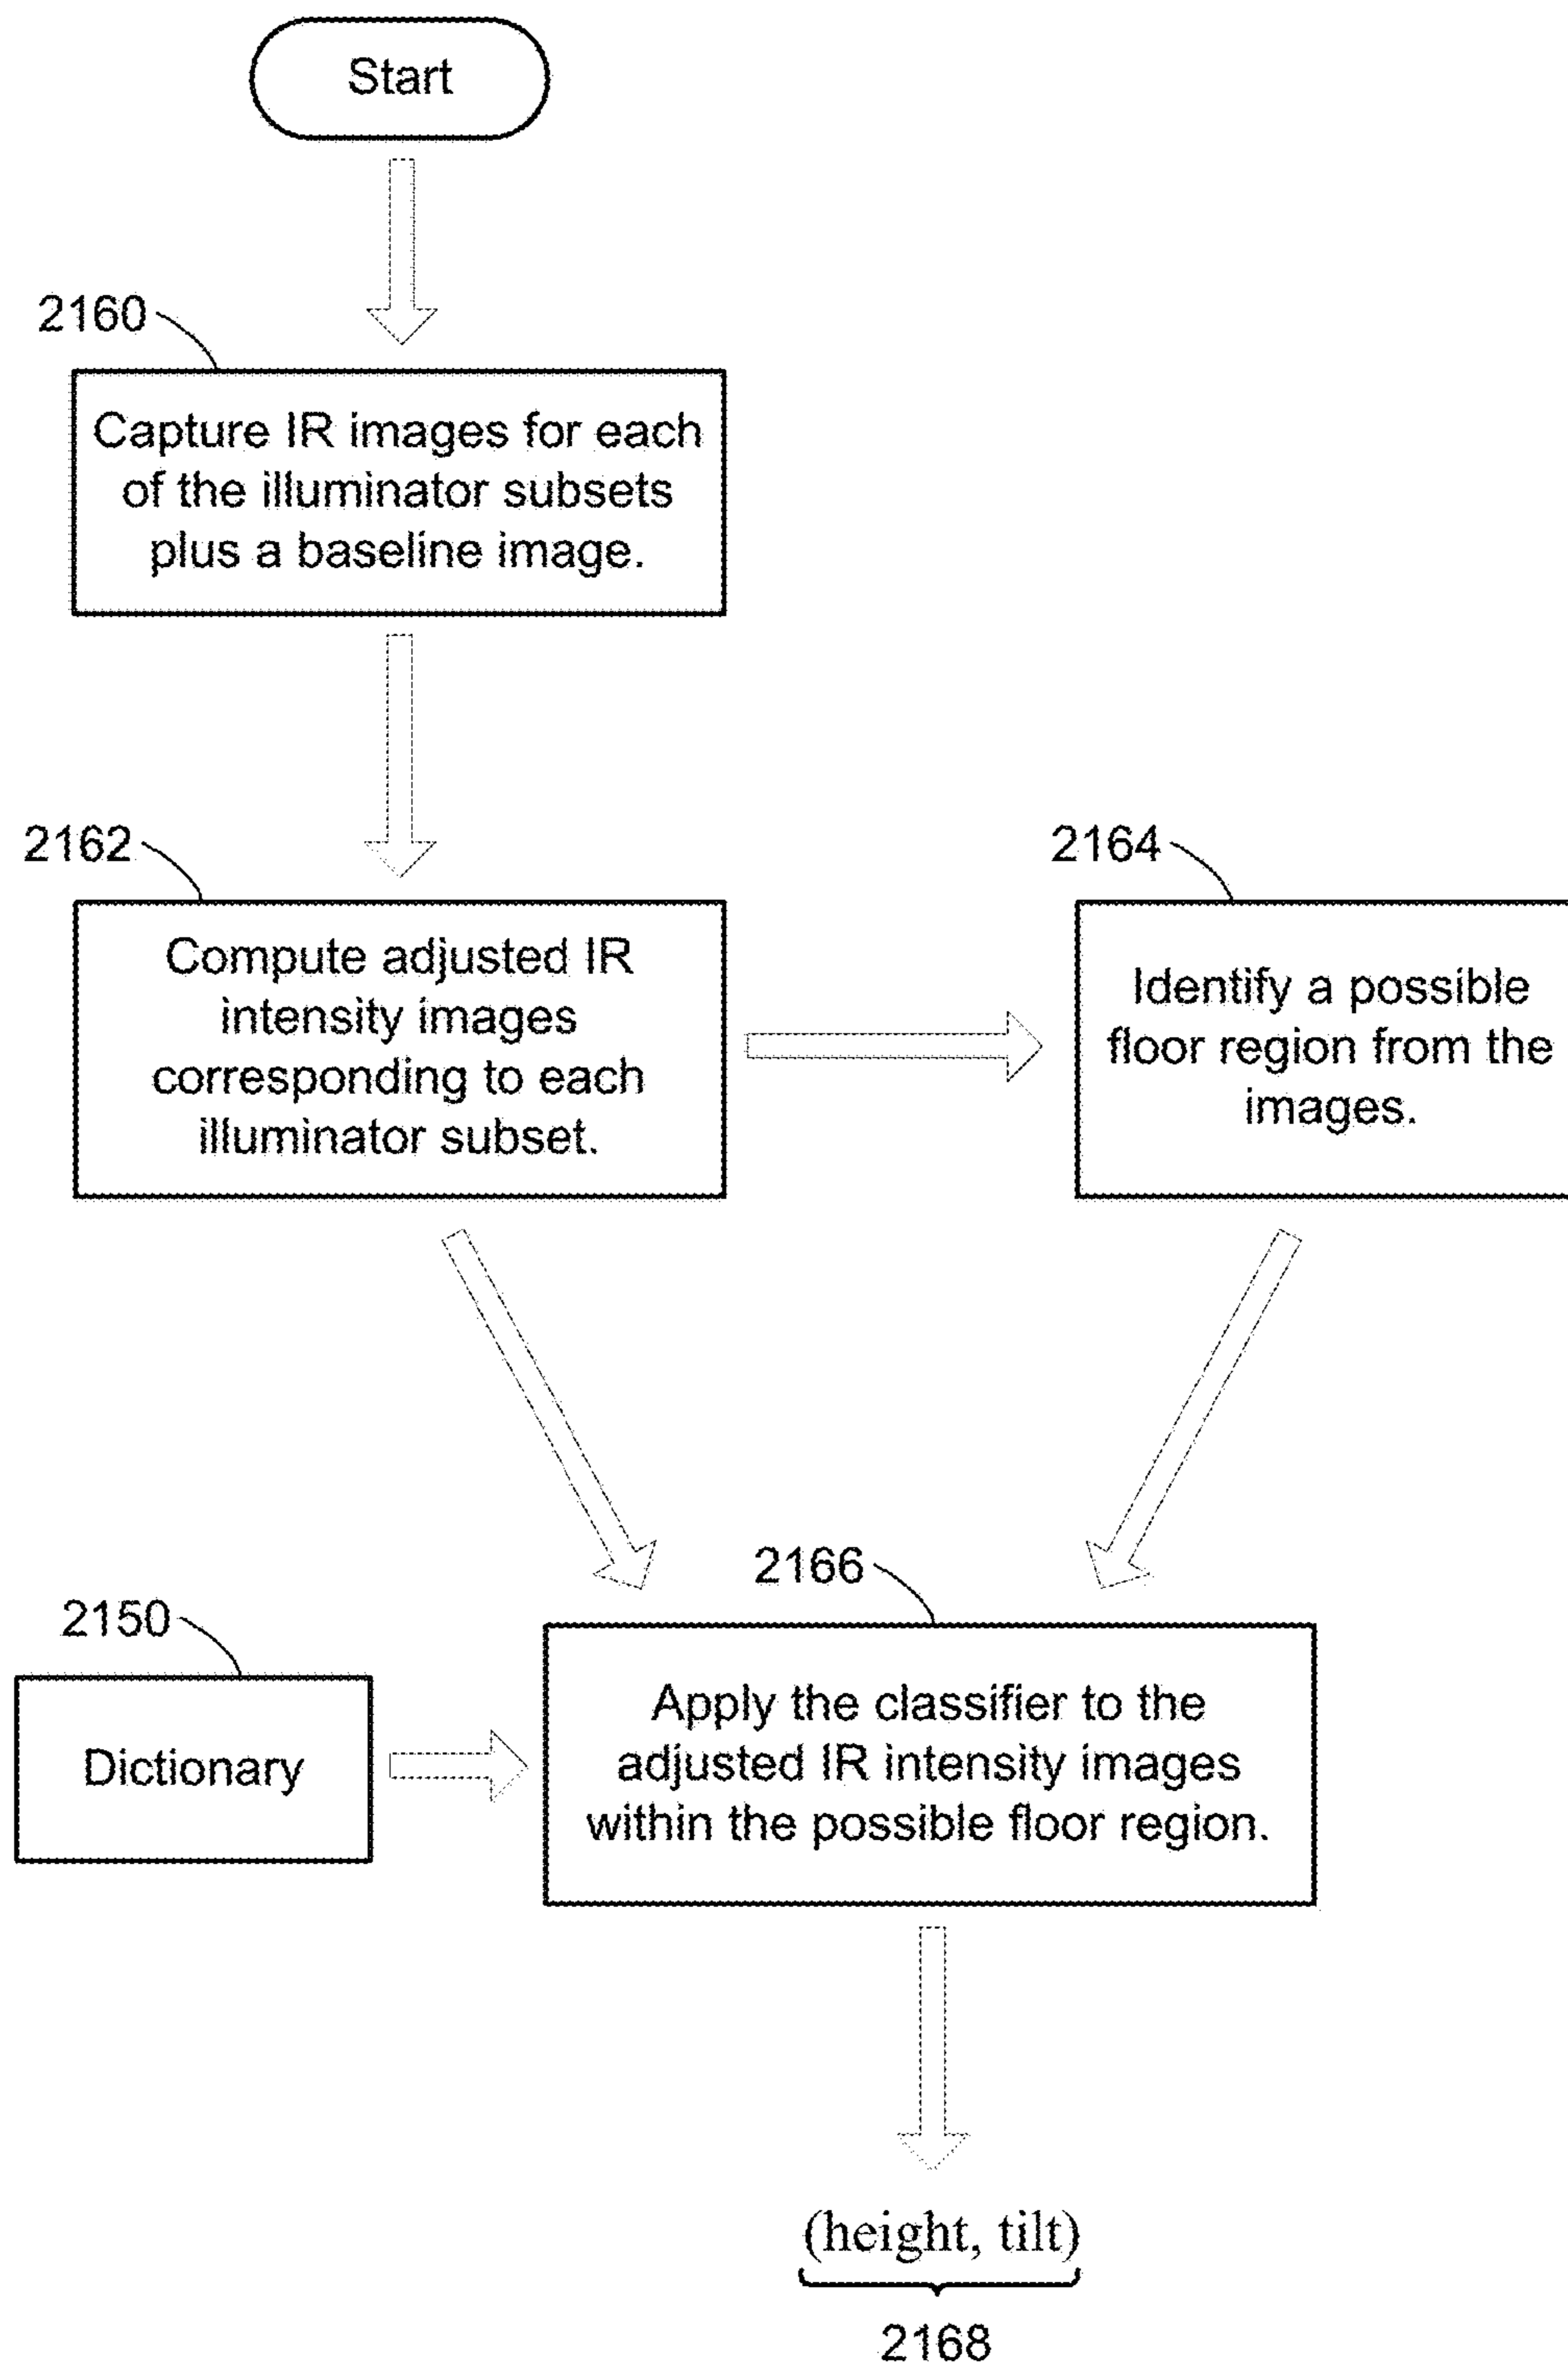 Start
2160
Capture IR images for each
of the illuminator subsets
plus a baseline image.
2162
Compute adjusted IR
intensity images
corresponding to each
illuminator subset.
2164
Identify a possible
floor region from the
images.
2150
Dictionary
2166
Apply the classifier to the
adjusted IR intensity images
within the possible floor region.
(height, tilt)
2168